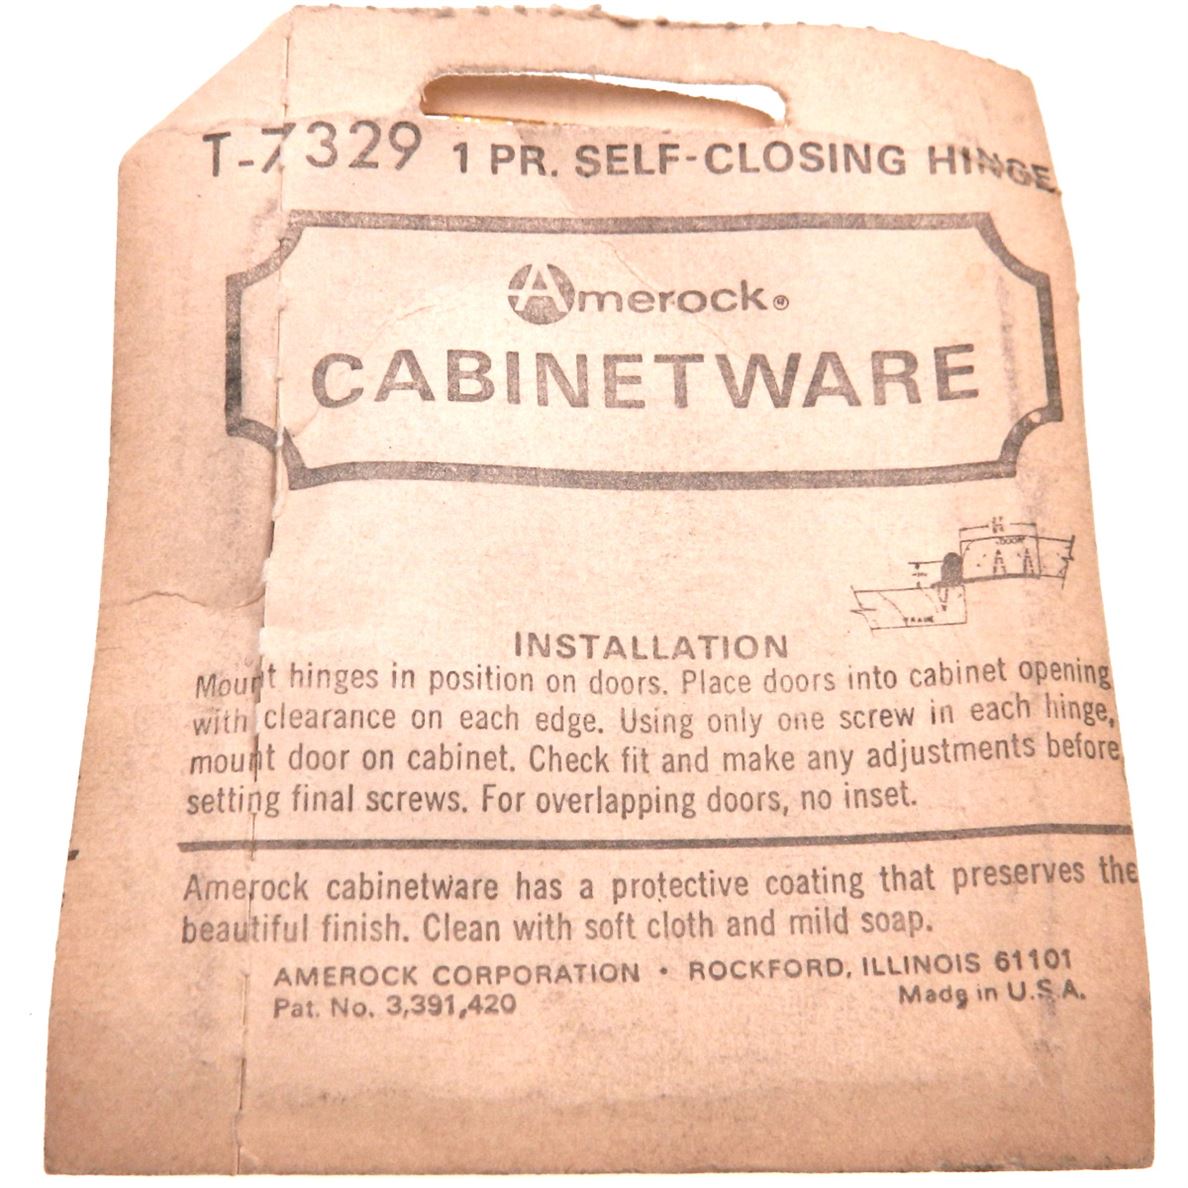 T-7329 1 PR. SELF-CLOSING HINGE
Amerock®
CABINETWARE
DOOR
FRAME
INSTALLATION
Mount hinges in position on doors. Place doors into cabinet opening
with clearance on each edge. Using only one screw in each hinge,
mount door on cabinet. Check fit and make any adjustments before
setting final screws. For overlapping doors, no inset.
Amerock cabinetware has a protective coating that preserves the
beautiful finish. Clean with soft cloth and mild soap.
AMEROCK CORPORATION • ROCKFORD, ILLINOIS 61101
Pat. No. 3,391,420 Made in U.S.A.